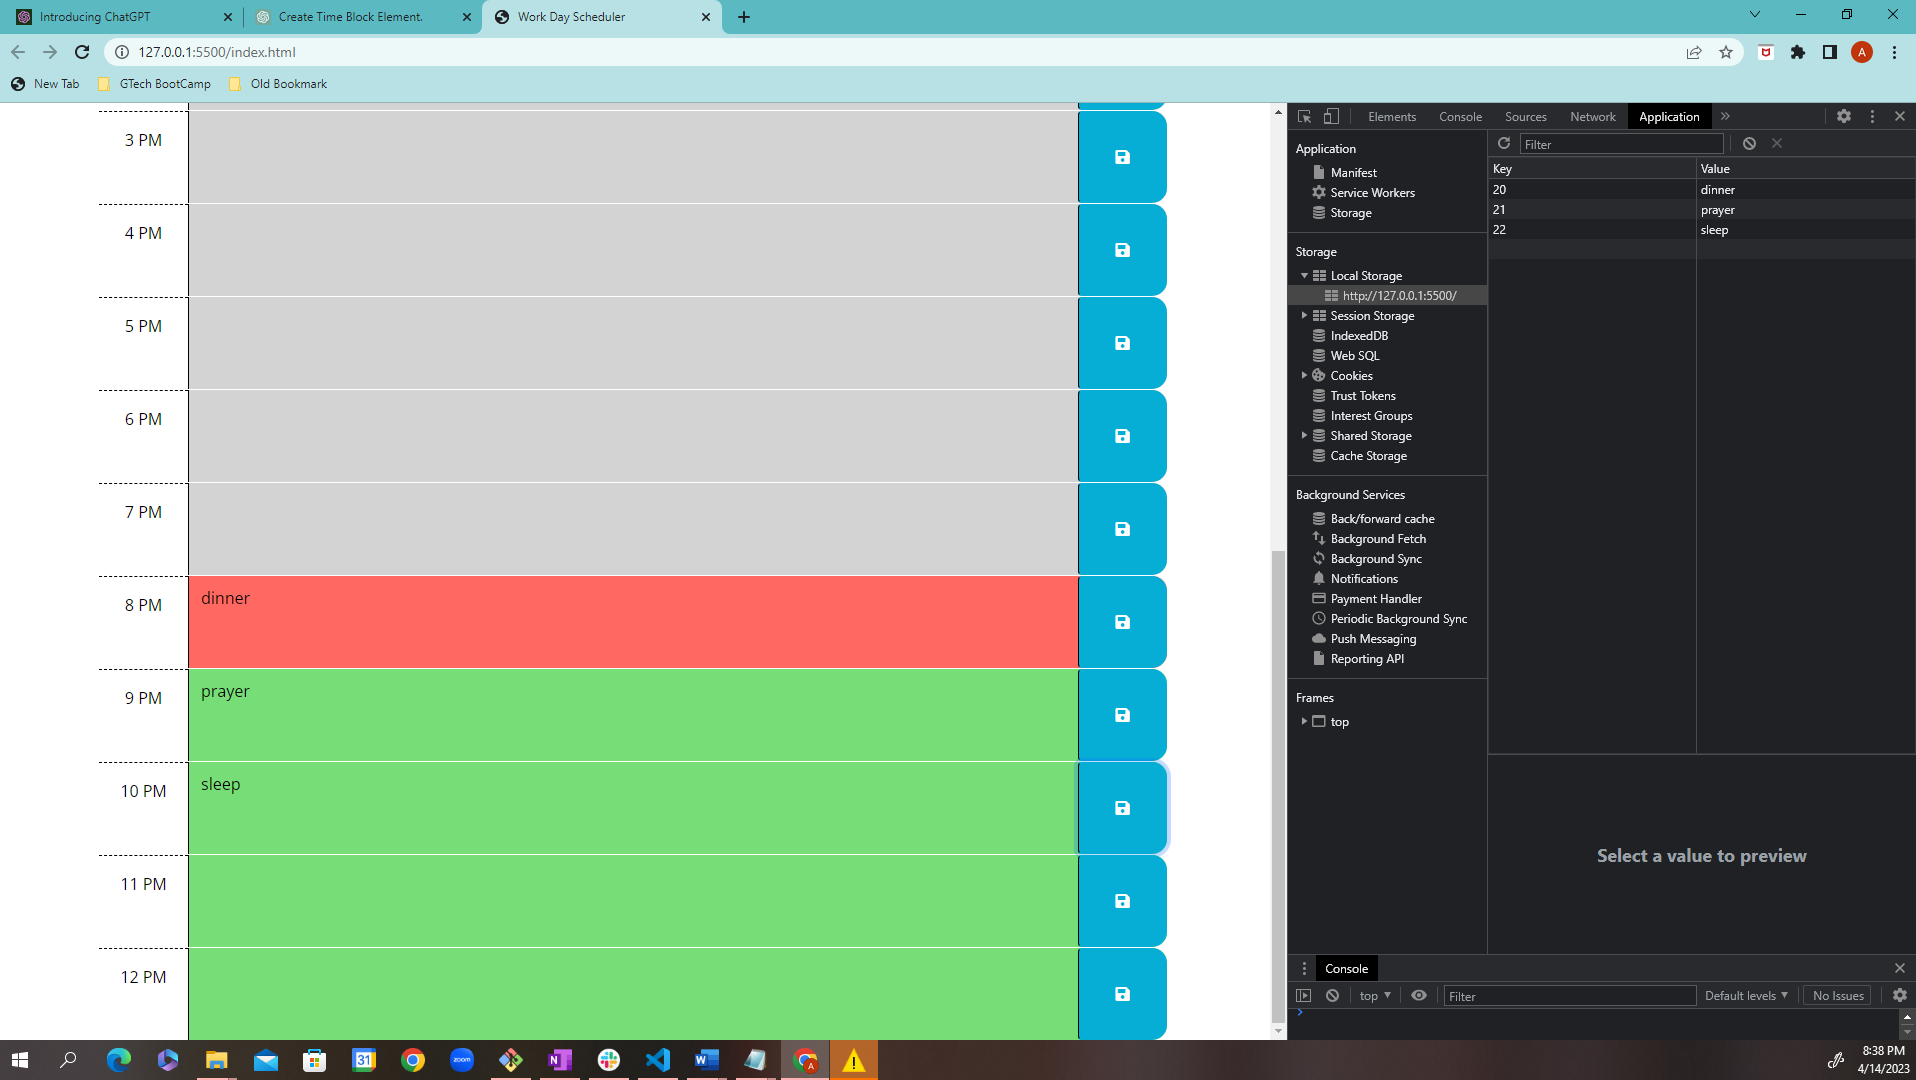 Introducing ChatGPT
Create Time Block Element.
Work Day Scheduler
127.0.0.1:5500/index.html
A
New Tab
GTech BootCamp
Old Bookmark
3 PM
4 PM
5 PM
6 PM
7 PM
8 PM dinner
9 PM prayer
10 PM sleep
11 PM
12 PM
Elements Console Sources Network Application
Application
Manifest
Service Workers
Storage
Storage
Local Storage
http://127.0.0.1:5500/
Session Storage
IndexedDB
Web SQL
Cookies
Trust Tokens
Interest Groups
Shared Storage
Cache Storage
Background Services
Back/forward cache
Background Fetch
Background Sync
Notifications
Payment Handler
Periodic Background Sync
Push Messaging
Reporting API
Frames
top
Filter
Key Value
20 dinner
21 prayer
22 sleep
Select a value to preview
Console
top Filter Default levels No Issues
31
zoom
A
8:38 PM
4/14/2023